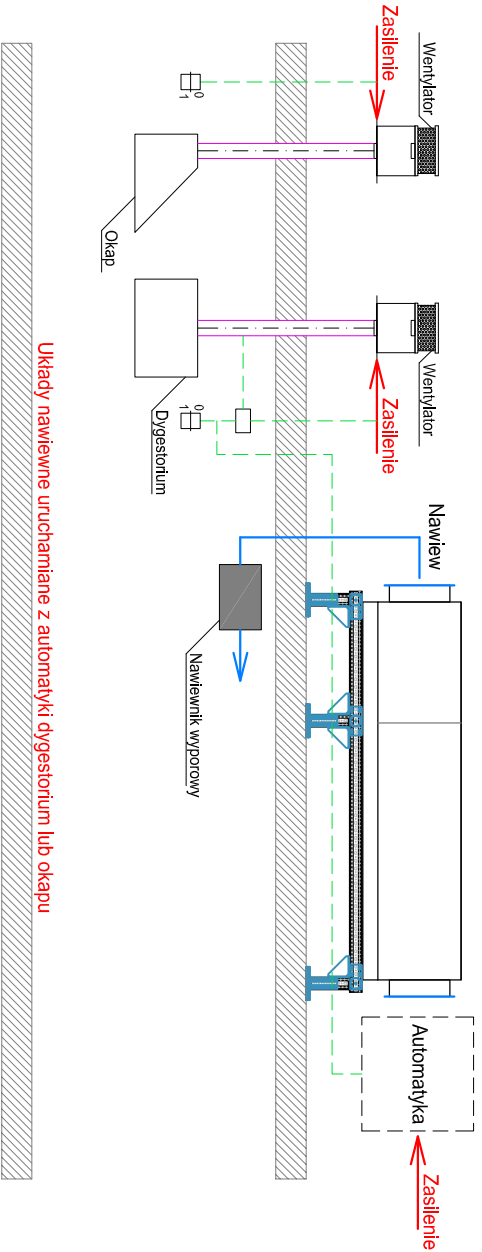 Zasilenie
Wentylator
0
1
Okap
Wentylator
Zasilenie
0
1
Dygestorium
Nawiew
Nawiewnik wyporowy
Automatyka
Zasilenie
Układy nawiewne uruchamiane z automatyki dygestorium lub okapu